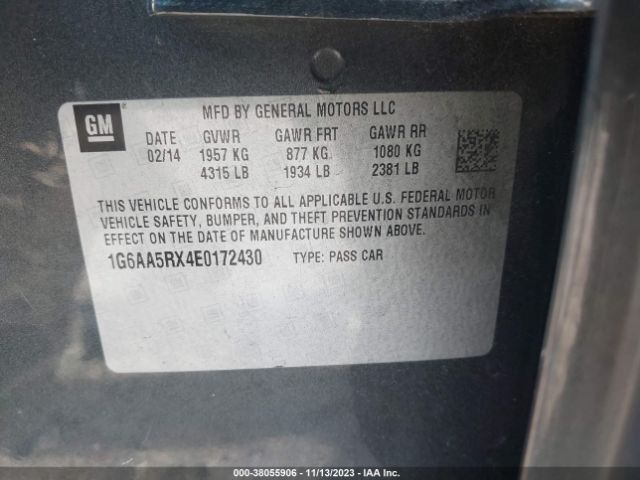 GM
MFD BY GENERAL MOTORS LLC
DATE GVWR GAWR FRT GAWR RR
02/14 1957 KG 877 KG 1080 KG
4315 LB 1934 LB 2381 LB
THIS VEHICLE CONFORMS TO ALL APPLICABLE U.S. FEDERAL MOTOR
VEHICLE SAFETY, BUMPER, AND THEFT PREVENTION STANDARDS IN
EFFECT ON THE DATE OF MANUFACTURE SHOWN ABOVE.
1G6AA5RX4E0172430 TYPE: PASS CAR
000-38055906 - 11/13/2023 - IAA Inc.